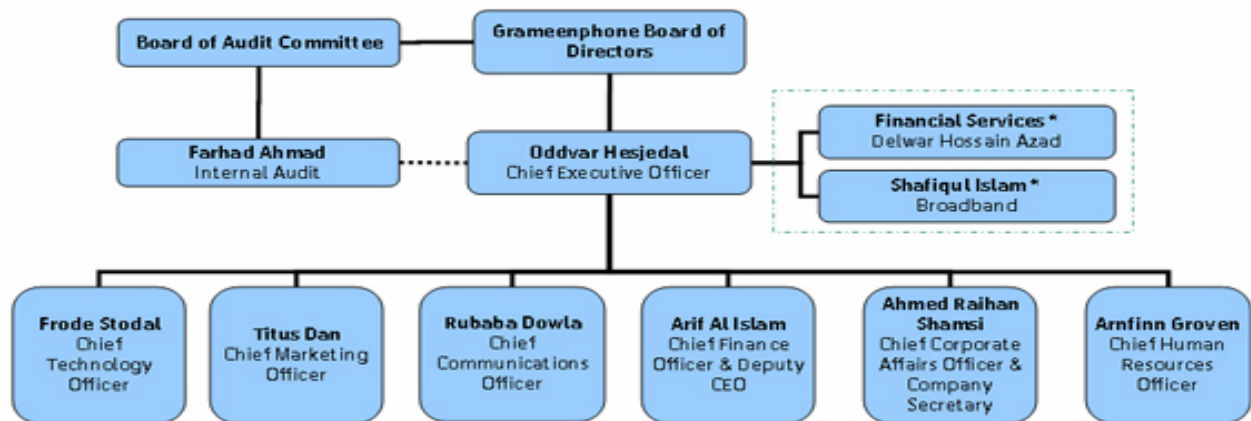 Board of Audit Committee
Grameenphone Board of
Directors
Farhad Ahmad
Internal Audit
Oddvar Hesjedal
Chief Executive Officer
Financial Services *
Delwar Hossain Azad
Shafiqul Islam *
Broadband
Frode Stodal
Chief
Technology
Officer
Titus Dan
Chief Marketing
Officer
Rubaba Dowla
Chief
Communications
Officer
Arif Al Islam
Chief Finance
Officer & Deputy
CEO
Ahmed Raihan
Shamsi
Chief Corporate
Affairs Officer &
Company
Secretary
Arnfinn Groven
Chief Human
Resources
Officer